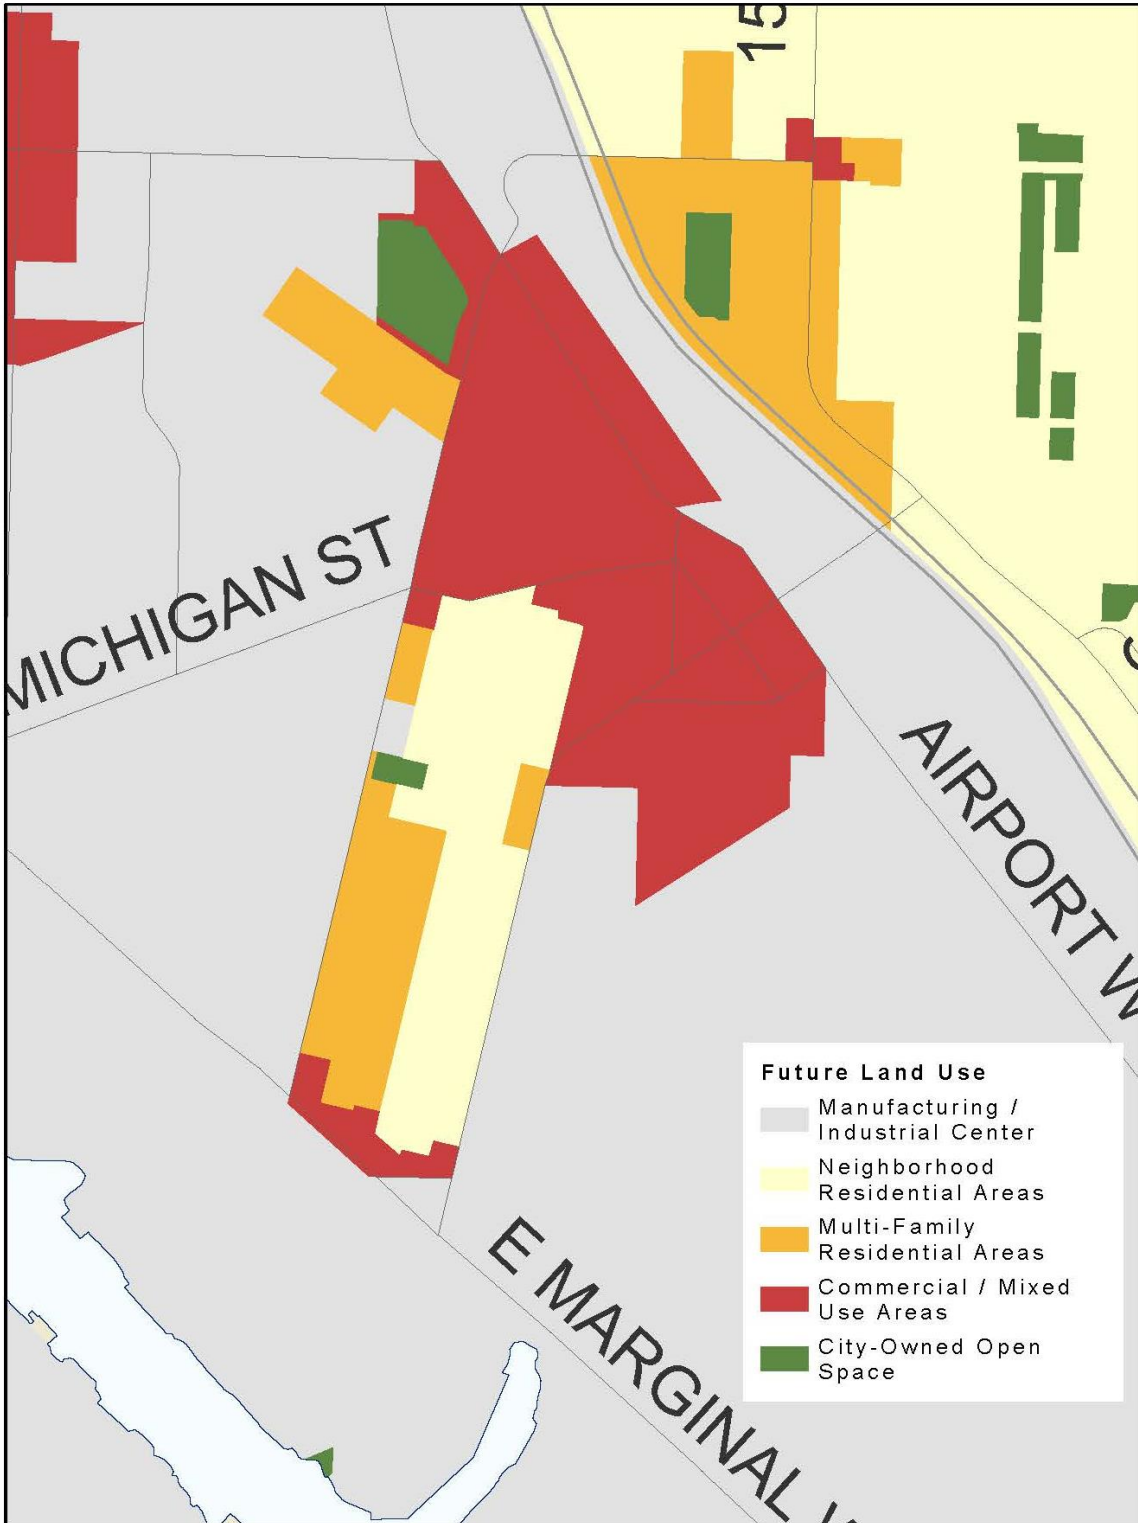 15
MICHIGAN ST
AIRPORT W
E MARGINAL W
Future Land Use
Manufacturing /
Industrial Center
Neighborhood
Residential Areas
Multi-Family
Residential Areas
Commercial / Mixed
Use Areas
City-Owned Open
Space